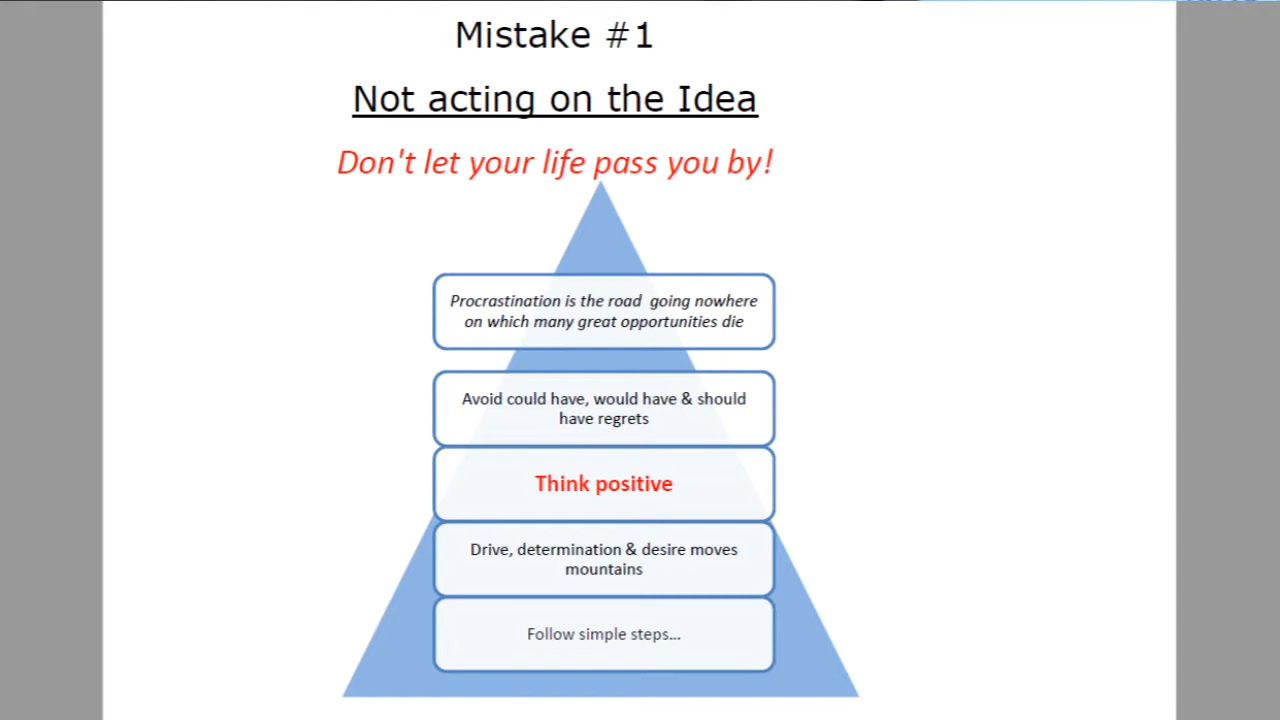 Mistake #1
Not acting on the Idea
Don't let your life pass you by!
Procrastination is the road going nowhere
on which many great opportunities die
Avoid could have, would have & should
have regrets
Think positive
Drive, determination & desire moves
mountains
Follow simple steps...